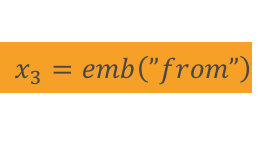 x₃ = emb(”from”)